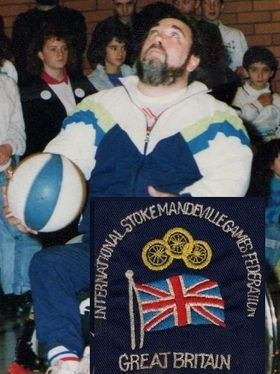 INTERNATIONAL STOKE MANDEVILLE GAMES FEDERATION
GREAT BRITAIN